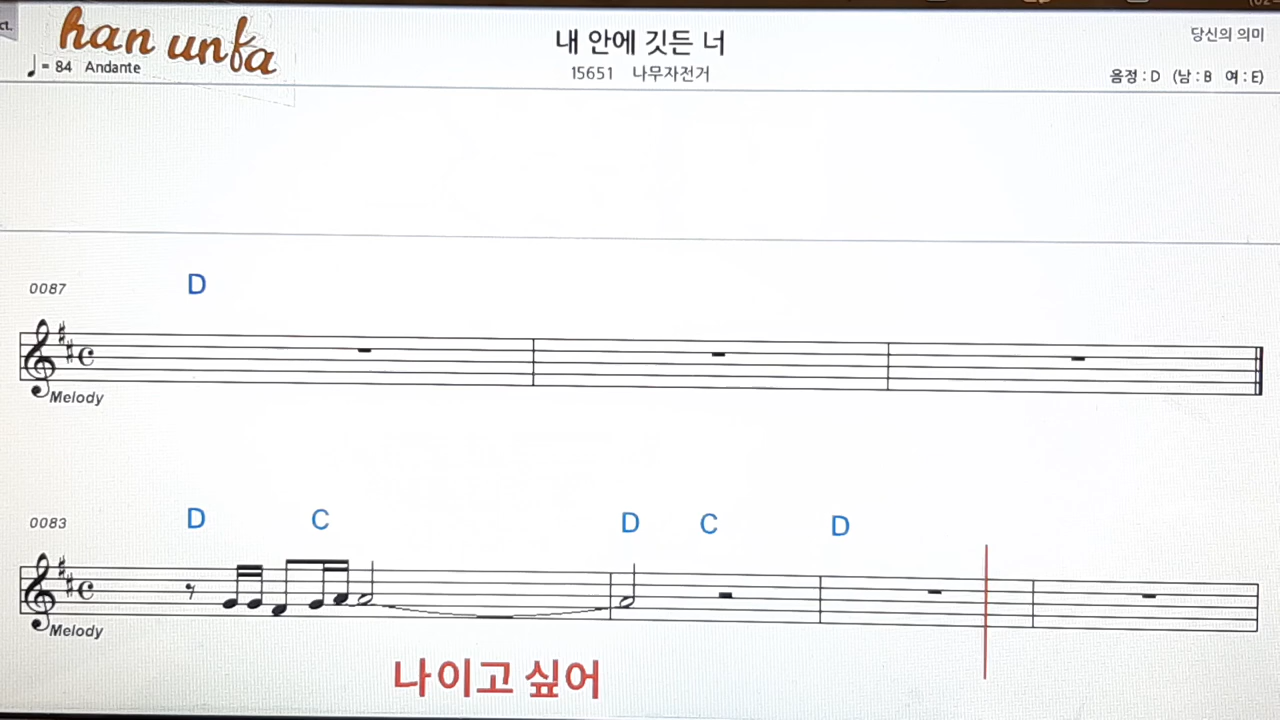 han unfa
♩= 84 Andante
내 안에 깃든 너
15651 나무자전거
당신의 의미
음정 : D (남 : B 여 : E)
0087
D
Melody
0083
D C D C D
Melody
나이고 싶어